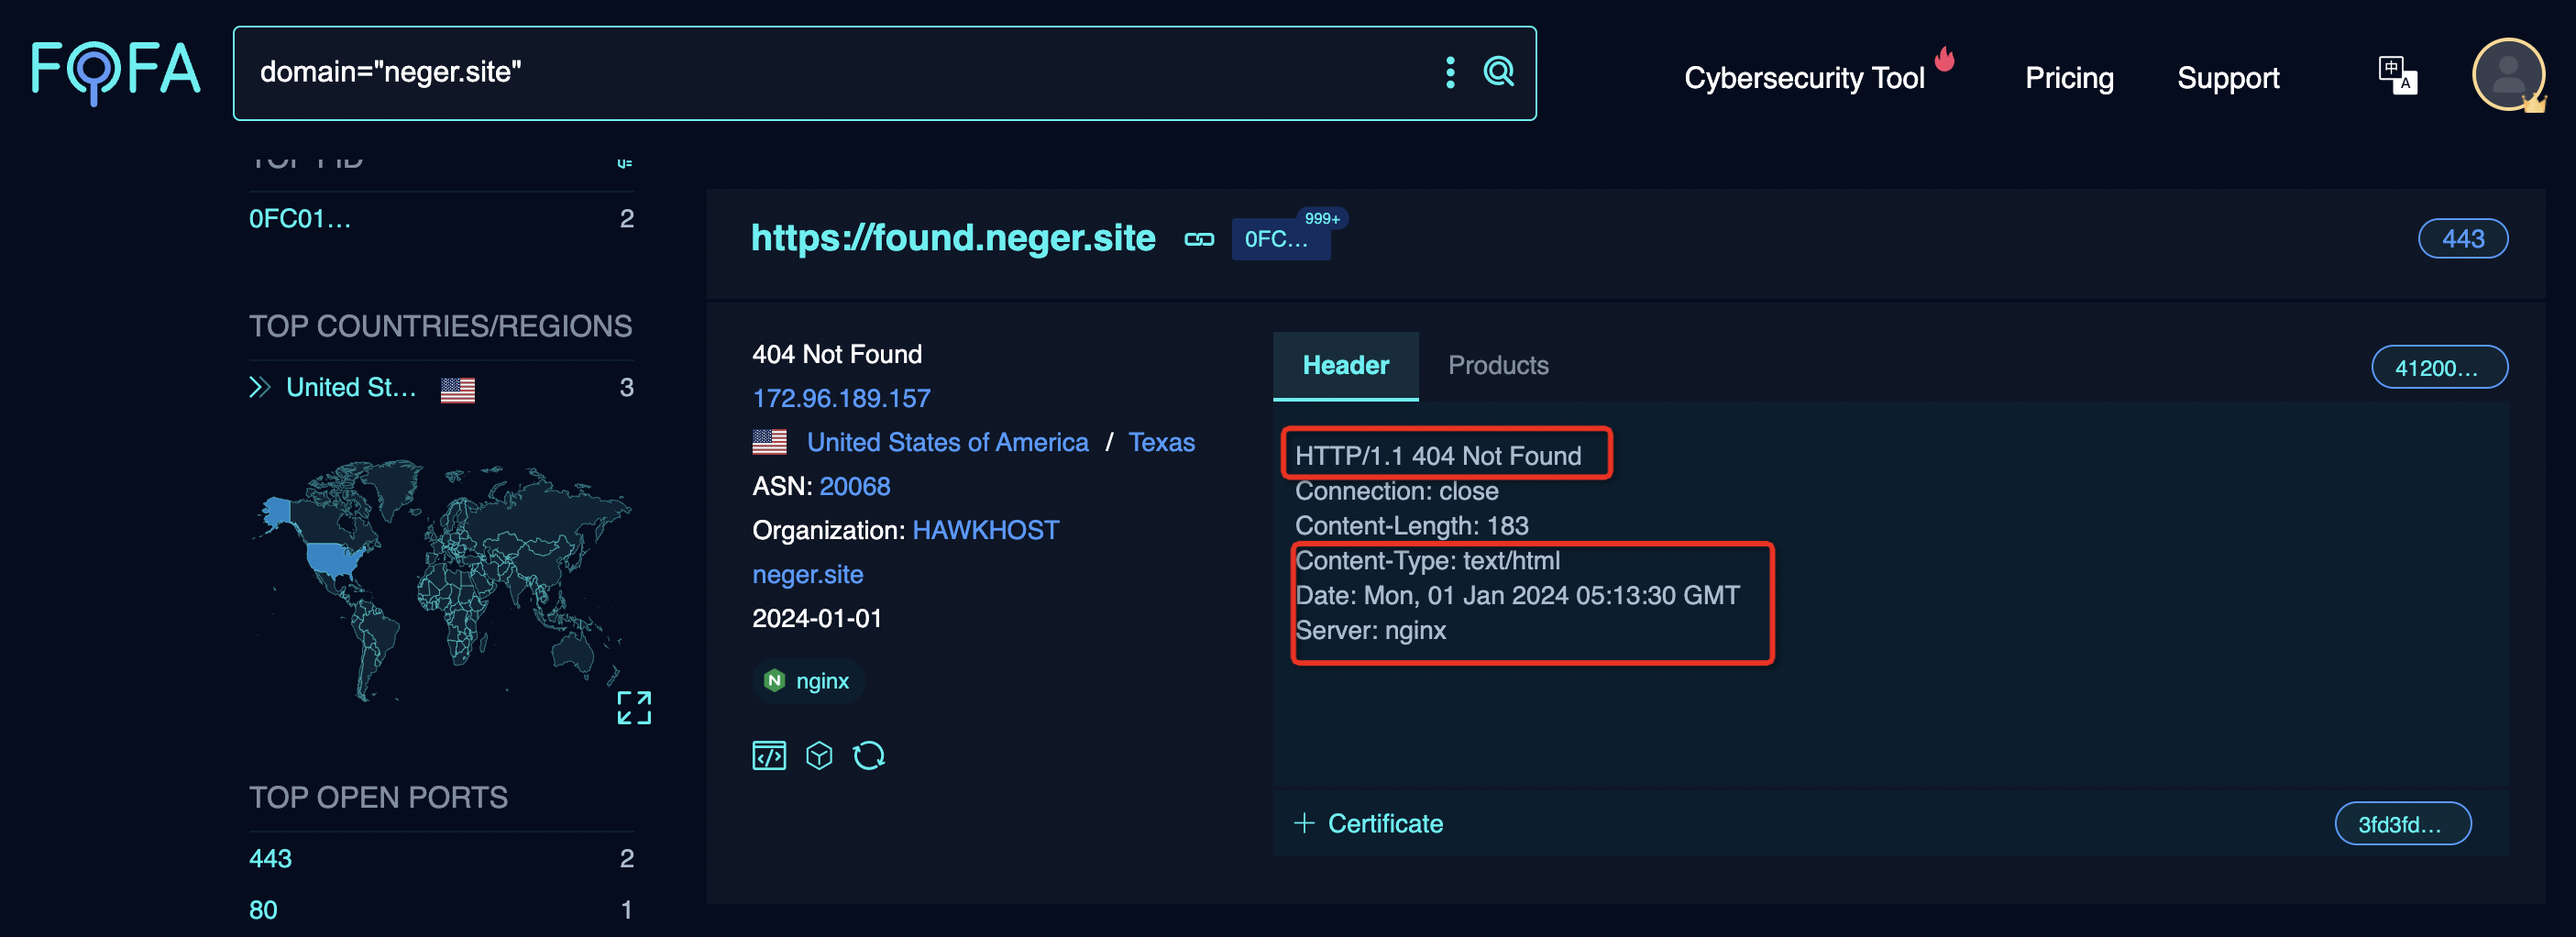 FOFA
domain="neger.site"
Cybersecurity Tool
Pricing
Support
中
A
TOP FID
0FC01...
2
TOP COUNTRIES/REGIONS
United St...
3
TOP OPEN PORTS
443
2
80
1
https://found.neger.site
0FC...
999+
443
404 Not Found
172.96.189.157
United States of America / Texas
ASN: 20068
Organization: HAWKHOST
neger.site
2024-01-01
N nginx
Header
Products
41200...
HTTP/1.1 404 Not Found
Connection: close
Content-Length: 183
Content-Type: text/html
Date: Mon, 01 Jan 2024 05:13:30 GMT
Server: nginx
+ Certificate
3fd3fd...